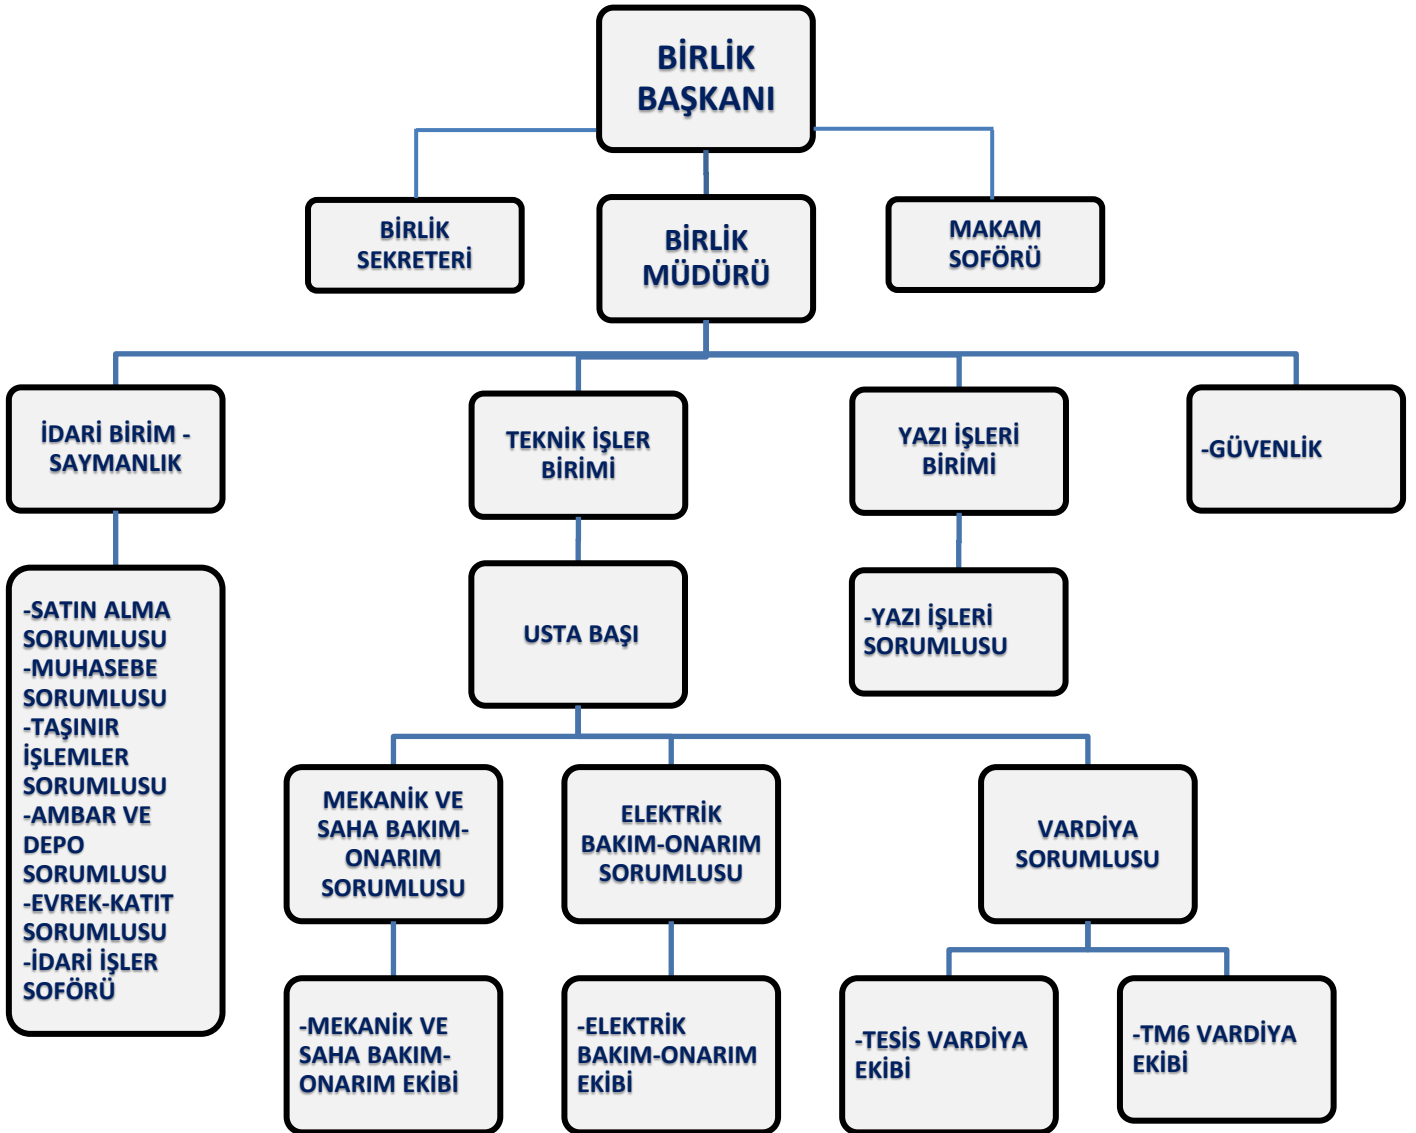 BİRLİK
BAŞKANI
BİRLİK
SEKRETERİ
BİRLİK
MÜDÜRÜ
MAKAM
SOFÖRÜ
İDARİ BİRİM -
SAYMANLIK
TEKNİK İŞLER
BİRİMİ
YAZI İŞLERİ
BİRİMİ
-GÜVENLİK
-SATIN ALMA
SORUMLUSU
-MUHASEBE
SORUMLUSU
-TAŞINIR
İŞLEMLER
SORUMLUSU
-AMBAR VE
DEPO
SORUMLUSU
-EVREK-KATIT
SORUMLUSU
-İDARİ İŞLER
SOFÖRÜ
USTA BAŞI
-YAZI İŞLERİ
SORUMLUSU
MEKANİK VE
SAHA BAKIM-
ONARIM
SORUMLUSU
ELEKTRİK
BAKIM-ONARIM
SORUMLUSU
VARDİYA
SORUMLUSU
-MEKANİK VE
SAHA BAKIM-
ONARIM EKİBİ
-ELEKTRİK
BAKIM-ONARIM
EKİBİ
-TESİS VARDİYA
EKİBİ
-TM6 VARDİYA
EKİBİ